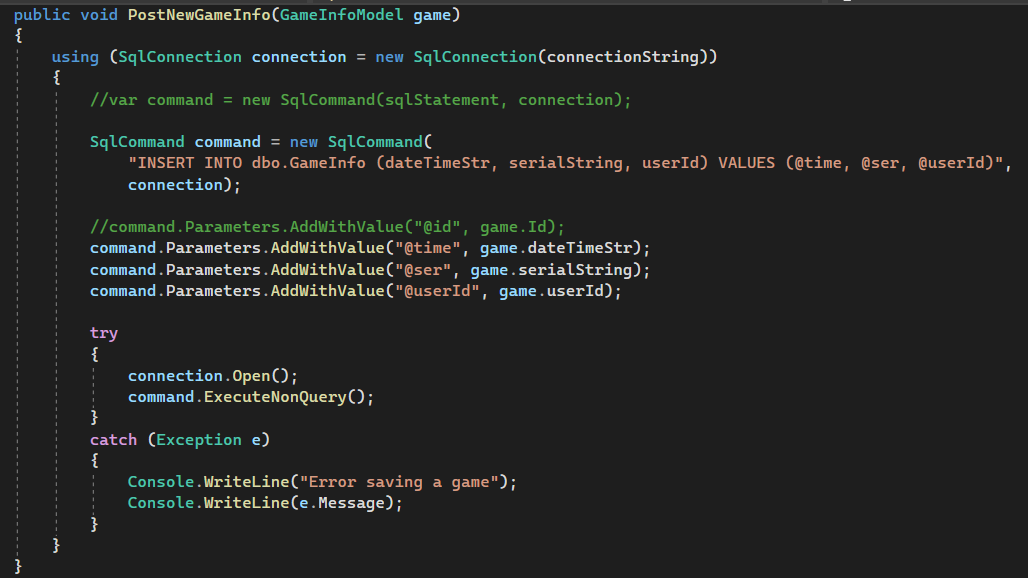 public void PostNewGameInfo(GameInfoModel game)
{
using (SqlConnection connection = new SqlConnection(connectionString))
{
//var command = new SqlCommand(sqlStatement, connection);
SqlCommand command = new SqlCommand(
"INSERT INTO dbo.GameInfo (dateTimeStr, serialString, userId) VALUES (@time, @ser, @userId)",
connection);
//command.Parameters.AddWithValue("@id", game.Id);
command.Parameters.AddWithValue("@time", game.dateTimeStr);
command.Parameters.AddWithValue("@ser", game.serialString);
command.Parameters.AddWithValue("@userId", game.userId);
try
{
connection.Open();
command.ExecuteNonQuery();
}
catch (Exception e)
{
Console.WriteLine("Error saving a game");
Console.WriteLine(e.Message);
}
}
}